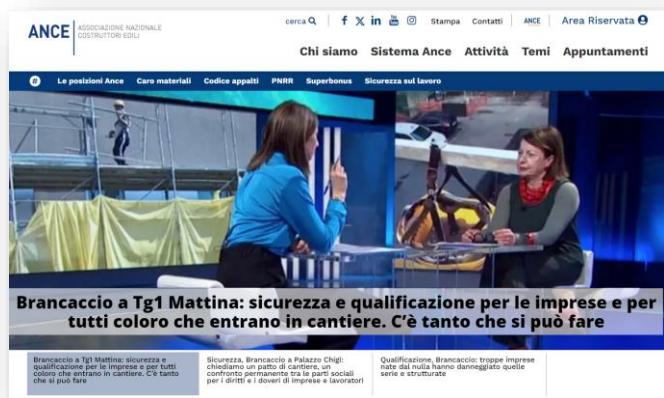 ANCE
ASSOCIAZIONE NAZIONALE
COSTRUTTORI EDILI
cerca
Stampa Contatti ANCE Area Riservata
Chi siamo Sistema Ance Attività Temi Appuntamenti
# Le posizioni Ance Caro materiali Codice appalti PNRR Superbonus Sicurezza sul lavoro
Brancaccio a Tg1 Mattina: sicurezza e qualificazione per le imprese e per
tutti coloro che entrano in cantiere. C’è tanto che si può fare
Brancaccio a Tg1 Mattina: sicurezza e
qualificazione per le imprese e per tutti
coloro che entrano in cantiere. C’è tanto
che si può fare
Sicurezza, Brancaccio a Palazzo Chigi:
chiediamo un patto di cantiere, un
confronto permanente tra le parti sociali
per i diritti e i doveri di imprese e lavoratori
Qualificazione, Brancaccio: troppe imprese
nate dal nulla hanno danneggiato quelle
serie e strutturate